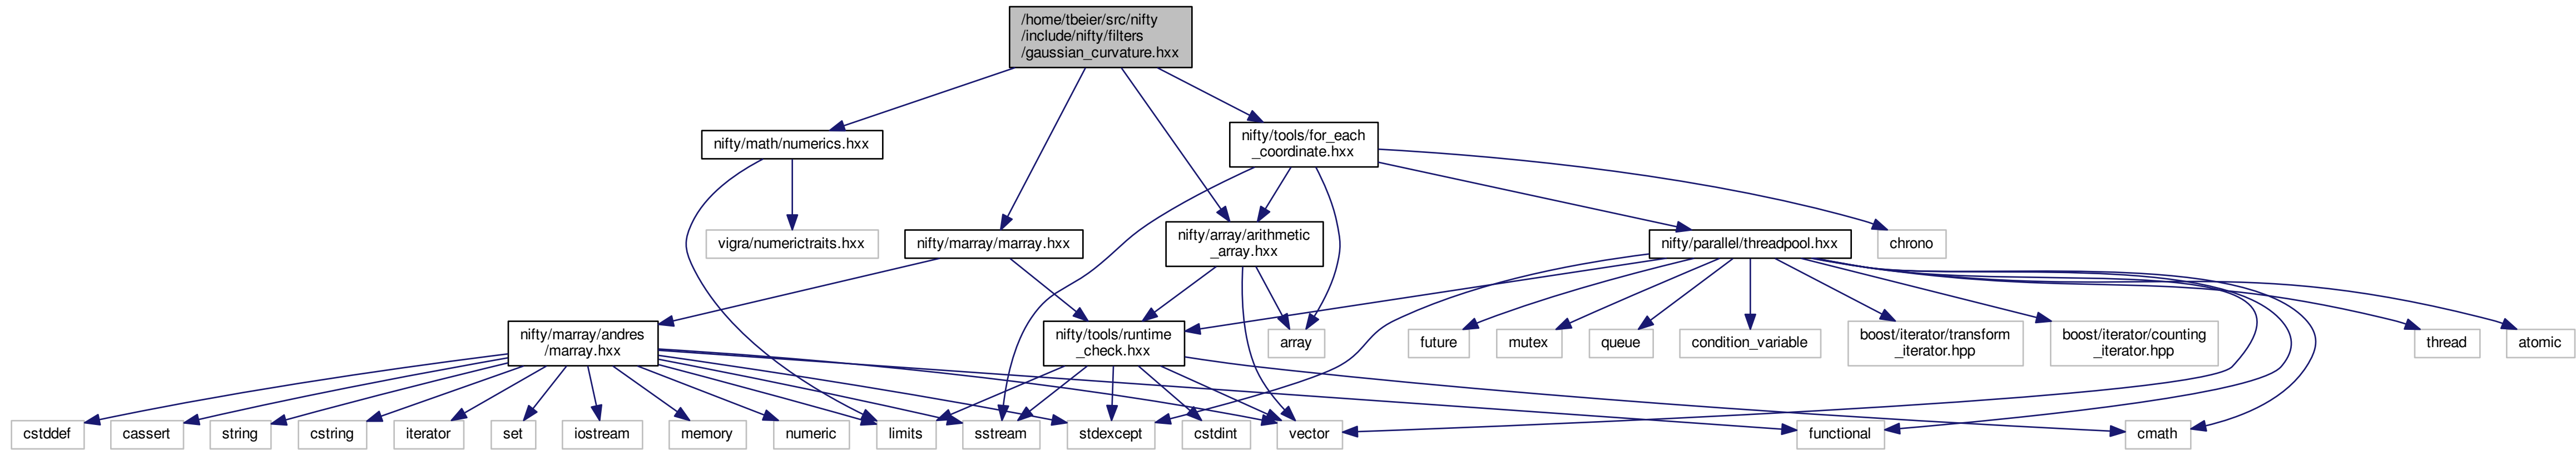 /home/tbeier/src/nifty
/include/nifty/filters
/gaussian_curvature.hxx
nifty/math/numerics.hxx
nifty/tools/for_each
_coordinate.hxx
vigra/numerictraits.hxx
nifty/marray/marray.hxx
nifty/array/arithmetic
_array.hxx
nifty/parallel/threadpool.hxx
chrono
nifty/marray/andres
/marray.hxx
nifty/tools/runtime
_check.hxx
array
future
mutex
queue
condition_variable
boost/iterator/transform
_iterator.hpp
boost/iterator/counting
_iterator.hpp
thread
atomic
cstddef
cassert
string
cstring
iterator
set
iostream
memory
numeric
limits
sstream
stdexcept
cstdint
vector
functional
cmath